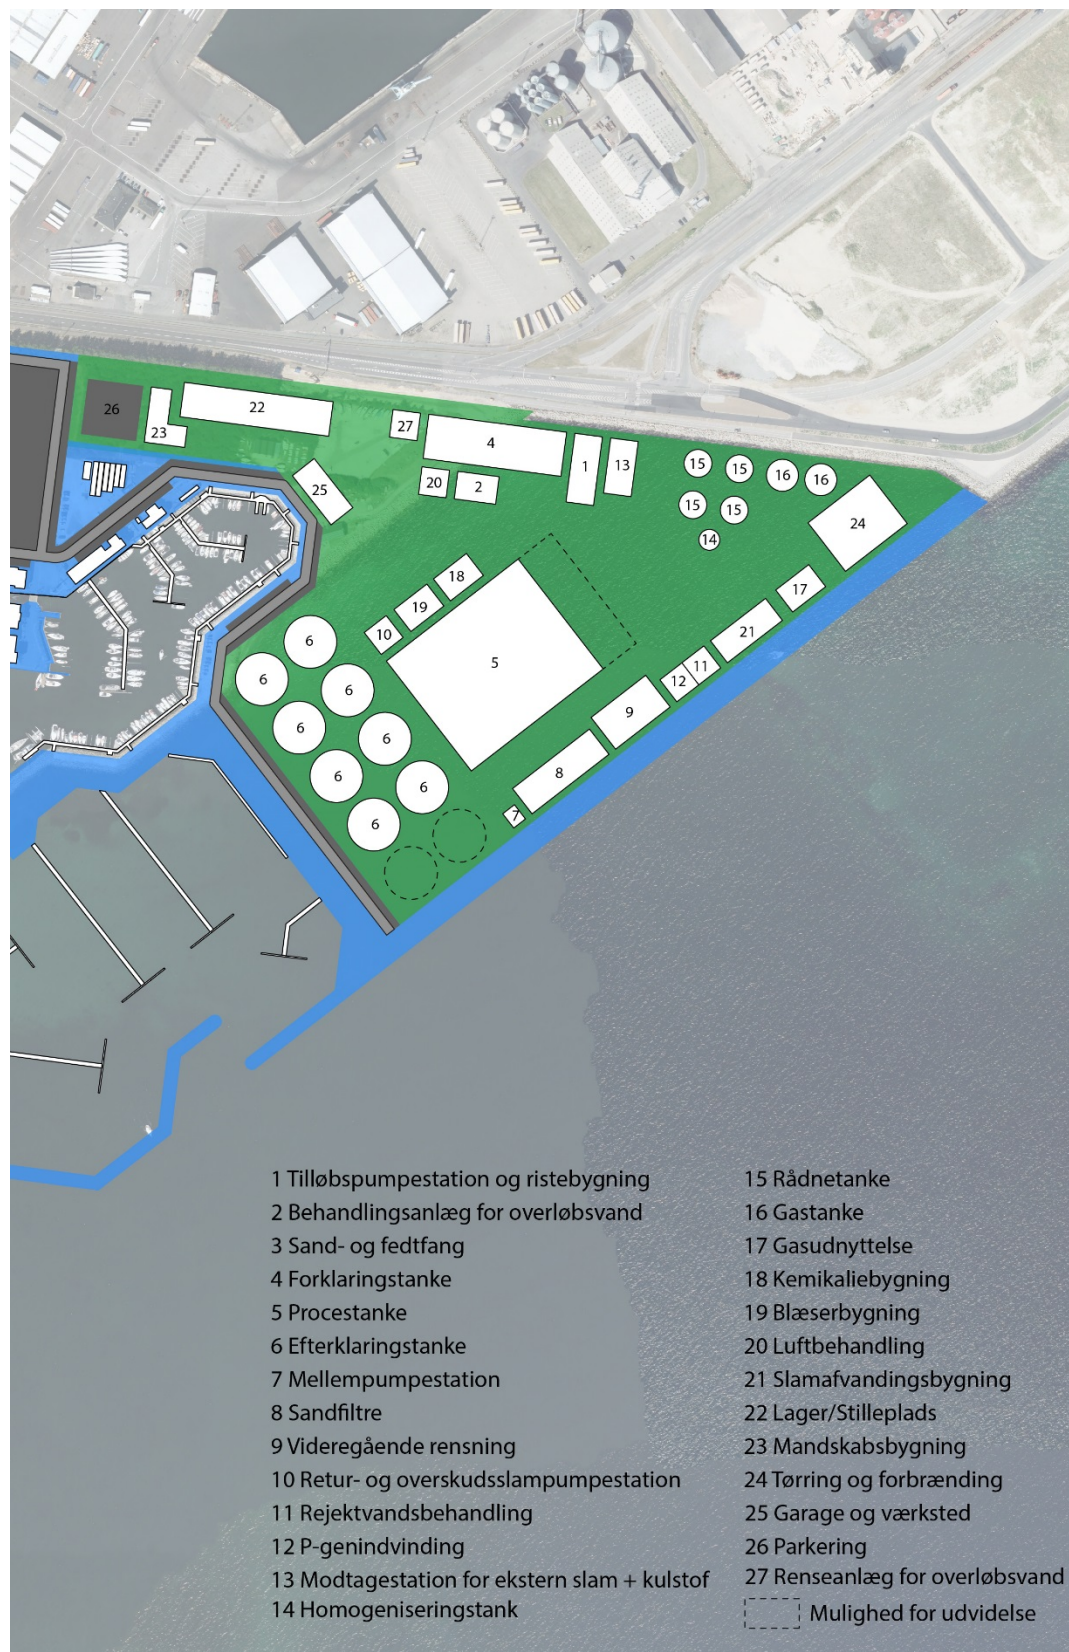 26
22
23
27
4
1
13
15
15
16
16
20
2
25
15
15
14
24
18
19
10
17
6
6
5
21
6
11
12
6
9
6
6
8
6
7
6
1 Tilløbspumpestation og ristebygning
2 Behandlingsanlæg for overløbsvand
3 Sand- og fedtfang
4 Forklaringstanke
5 Procestanke
6 Efterklaringstanke
7 Mellempumpestation
8 Sandfiltre
9 Videregående rensning
10 Retur- og overskudsslampumpestation
11 Rejektvandsbehandling
12 P-genindvinding
13 Modtagestation for ekstern slam + kulstof
14 Homogeniseringstank
15 Rådnetanke
16 Gastanke
17 Gasudnyttelse
18 Kemikaliebygning
19 Blæserbygning
20 Luftbehandling
21 Slamafvandingsbygning
22 Lager/Stilleplads
23 Mandskabsbygning
24 Tørring og forbrænding
25 Garage og værksted
26 Parkering
27 Renseanlæg for overløbsvand
Mulighed for udvidelse